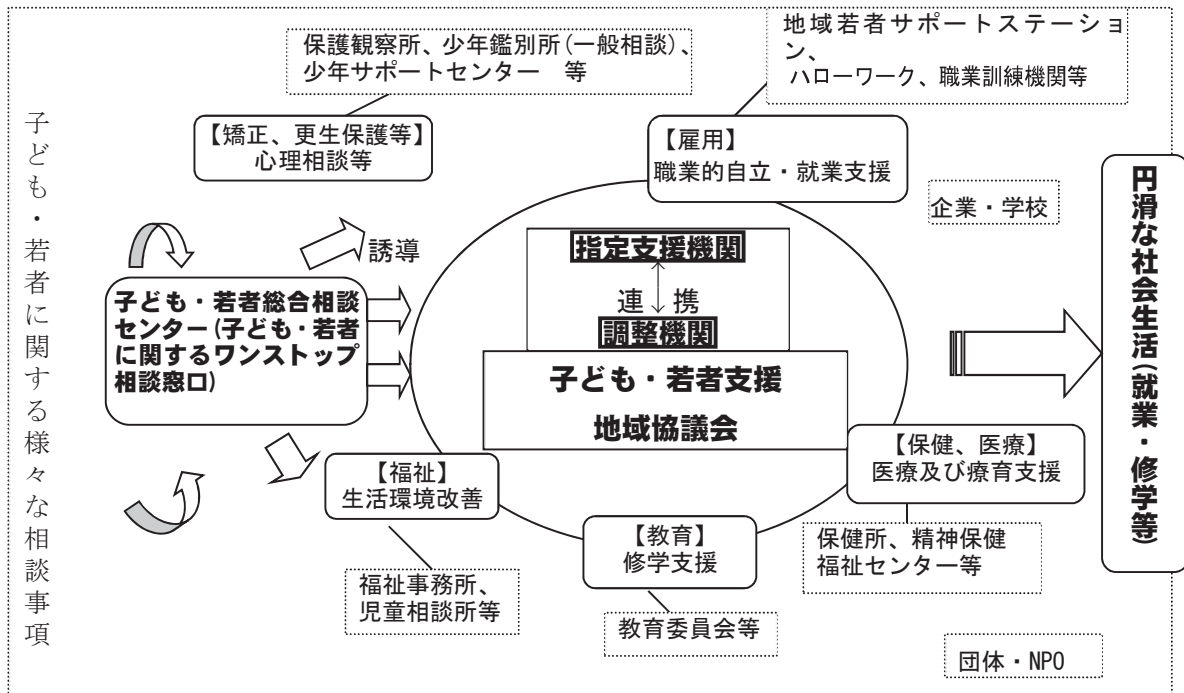 子ども・若者に関する様々な相談事項
保護観察所、少年鑑別所(一般相談)、
少年サポートセンター　等
【矯正、更生保護等】
心理相談等
地域若者サポートステーショ
ン、
ハローワーク、職業訓練機関等
【雇用】
職業的自立・就業支援
企業・学校
誘導
子ども・若者総合相談
センター(子ども・若者
に関するワンストップ
相談窓口)
指定支援機関
連↓携
調整機関
子ども・若者支援
地域協議会
円滑な社会生活(就業・修学等)
【福祉】
生活環境改善
福祉事務所、
児童相談所等
【教育】
修学支援
教育委員会等
【保健、医療】
医療及び療育支援
保健所、精神保健
福祉センター等
団体・NPO